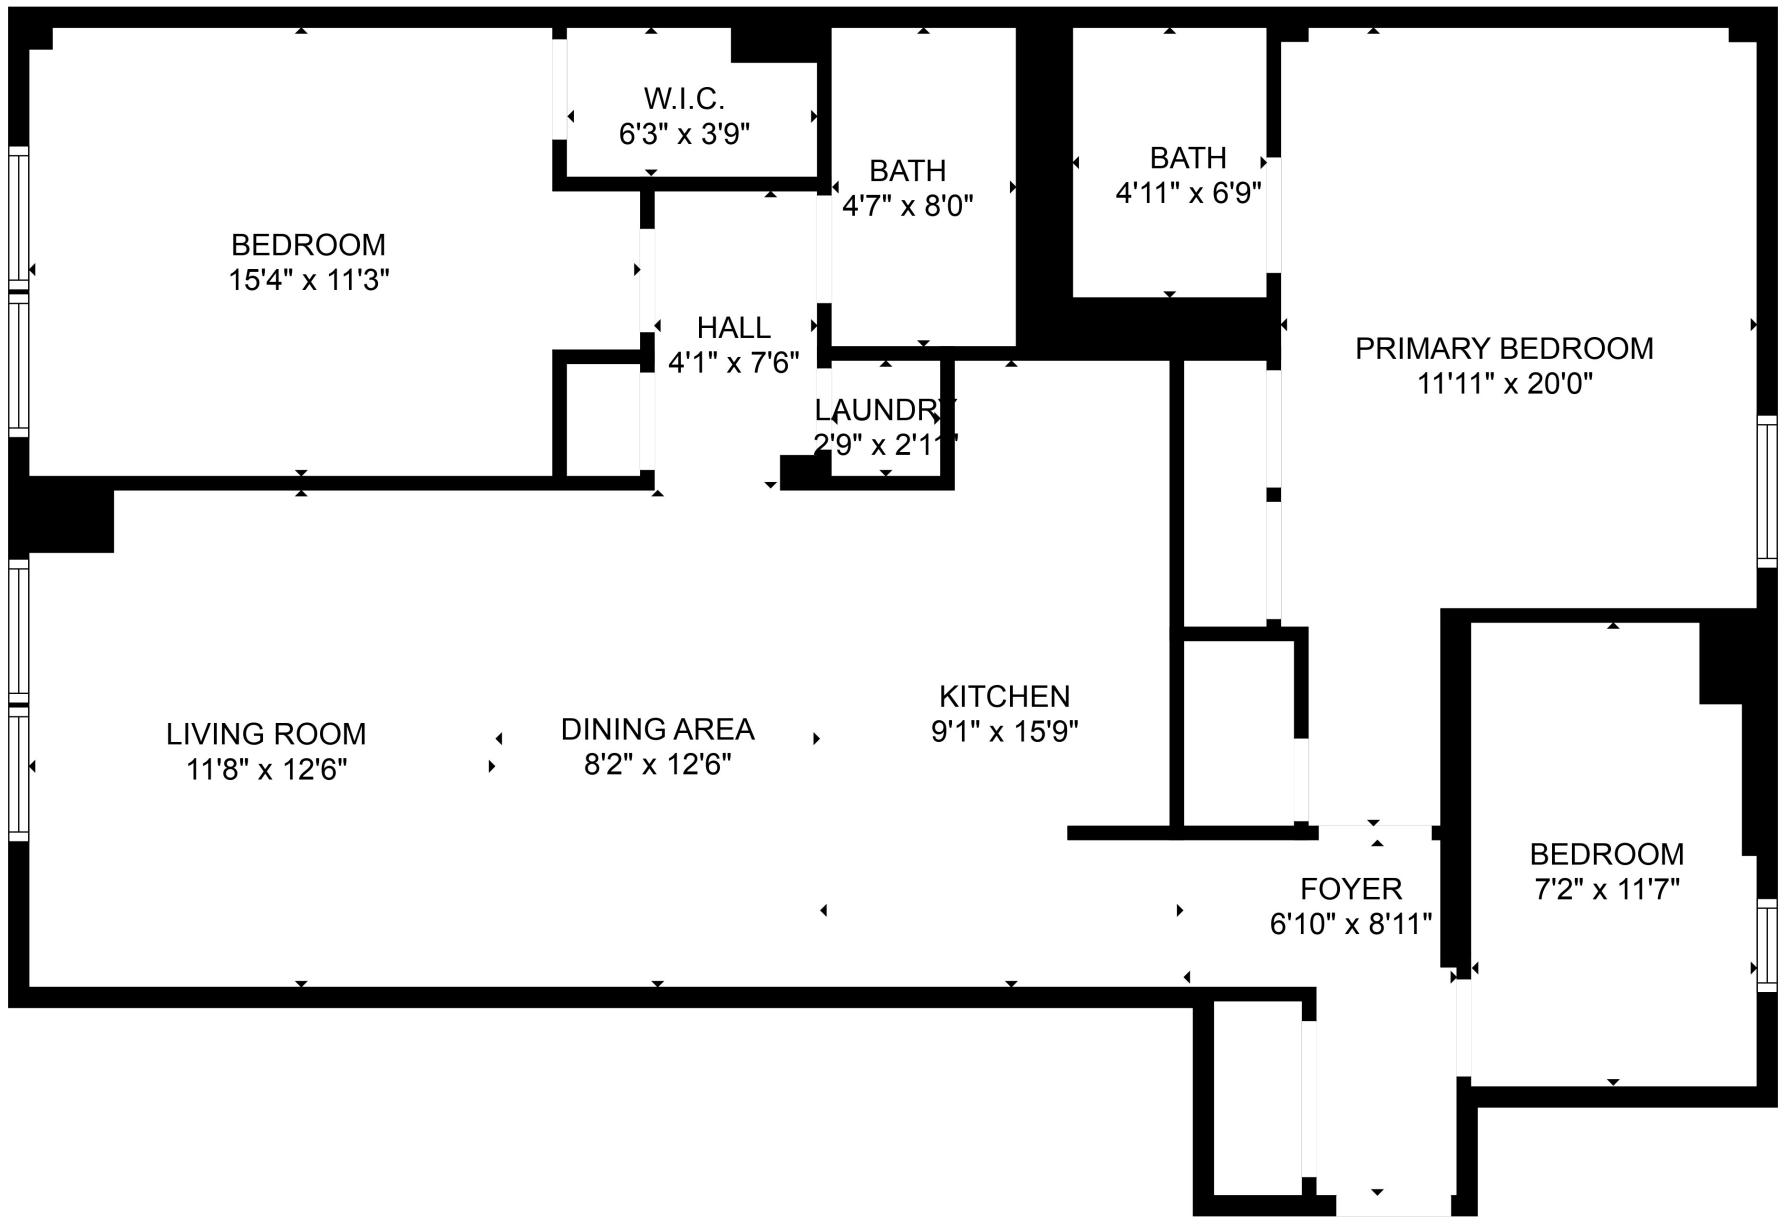 W.I.C.
6'3" x 3'9"
BATH
4'7" x 8'0"
BATH
4'11" x 6'9"
BEDROOM
15'4" x 11'3"
HALL
4'1" x 7'6"
PRIMARY BEDROOM
11'11" x 20'0"
LAUNDRY
2'9" x 2'11"
LIVING ROOM
11'8" x 12'6"
DINING AREA
8'2" x 12'6"
KITCHEN
9'1" x 15'9"
FOYER
6'10" x 8'11"
BEDROOM
7'2" x 11'7"